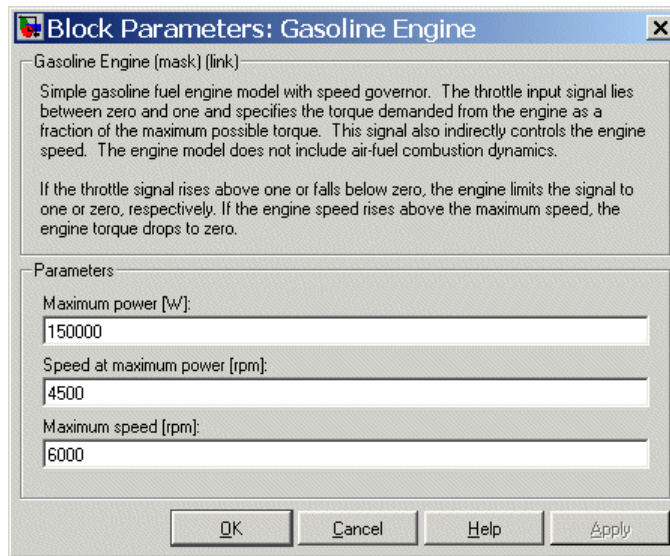 Block Parameters: Gasoline Engine
Gasoline Engine (mask) (link)
Simple gasoline fuel engine model with speed governor. The throttle input signal lies
between zero and one and specifies the torque demanded from the engine as a
fraction of the maximum possible torque. This signal also indirectly controls the engine
speed. The engine model does not include air-fuel combustion dynamics.
If the throttle signal rises above one or falls below zero, the engine limits the signal to
one or zero, respectively. If the engine speed rises above the maximum speed, the
engine torque drops to zero.
Parameters
Maximum power [W]:
150000
Speed at maximum power [rpm]:
4500
Maximum speed [rpm]:
6000
OK Cancel Help Apply